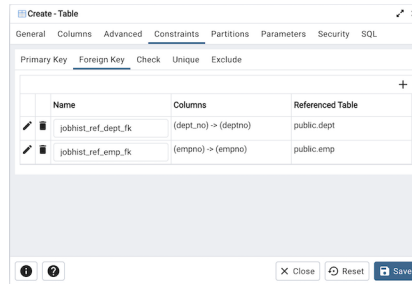 Create - Table
General Columns Advanced Constraints Partitions Parameters Security SQL
Primary Key Foreign Key Check Unique Exclude
Name Columns Referenced Table
jobhist_ref_dept_fk (dept_no) -> (deptno) public.dept
jobhist_ref_emp_fk (empno) -> (empno) public.emp
Close Reset Save